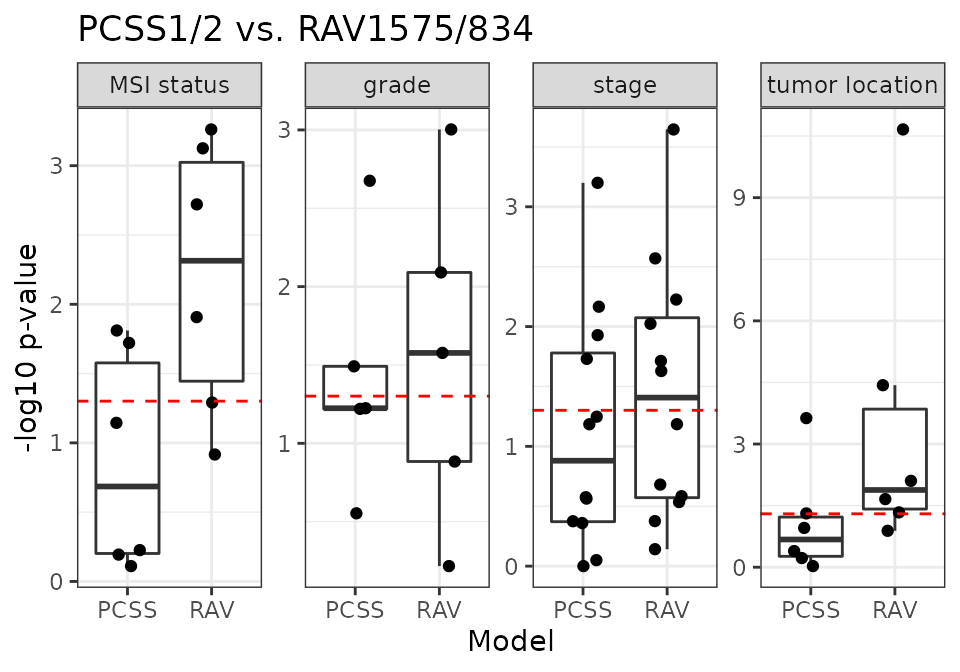 PCSS1/2 vs. RAV1575/834
MSI status
grade
stage
tumor location
-log10 p-value
3
2
1
0
3
2
1
3
2
1
0
9
6
3
0
PCSS RAV
PCSS RAV
PCSS RAV
PCSS RAV
Model